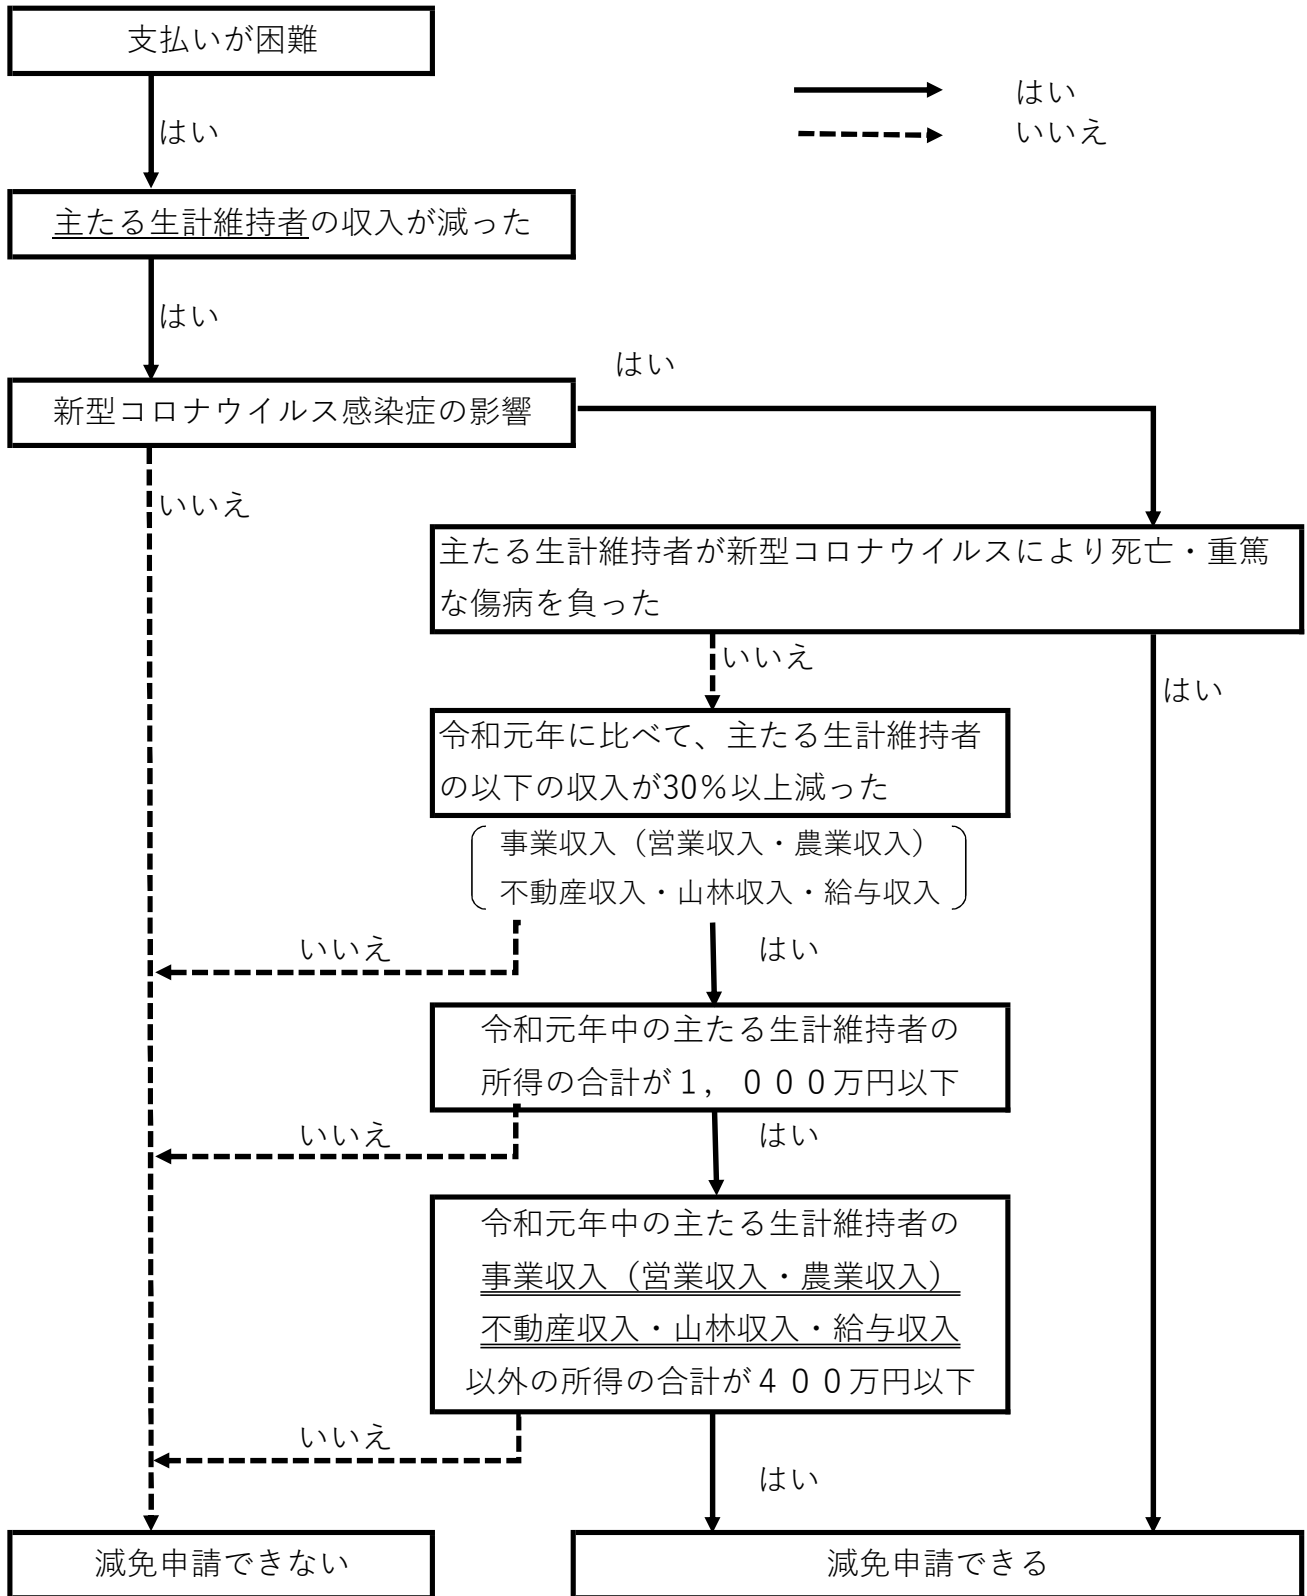 支払いが困難
はい
いいえ
はい
主たる生計維持者の収入が減った
はい
はい
新型コロナウイルス感染症の影響
いいえ
主たる生計維持者が新型コロナウイルスにより死亡・重篤
な傷病を負った
いいえ
はい
令和元年に比べて、主たる生計維持者
の以下の収入が30%以上減った
事業収入（営業収入・農業収入）
不動産収入・山林収入・給与収入
いいえ
はい
令和元年中の主たる生計維持者の
所得の合計が１，０００万円以下
いいえ
はい
令和元年中の主たる生計維持者の
事業収入（営業収入・農業収入）
不動産収入・山林収入・給与収入
以外の所得の合計が４００万円以下
いいえ
はい
減免申請できない
減免申請できる